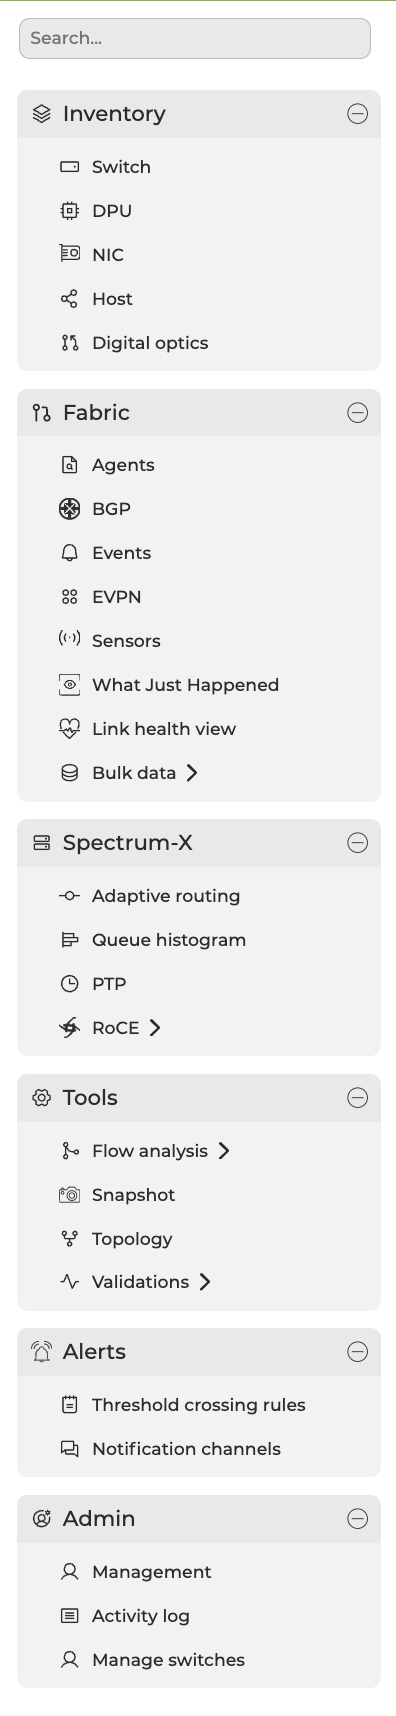 Search...
Inventory
Switch
DPU
NIC
Host
Digital optics
Fabric
Agents
BGP
Events
EVPN
Sensors
What Just Happened
Link health view
Bulk data
Spectrum-X
Adaptive routing
Queue histogram
PTP
RoCE
Tools
Flow analysis
Snapshot
Topology
Validations
Alerts
Threshold crossing rules
Notification channels
Admin
Management
Activity log
Manage switches